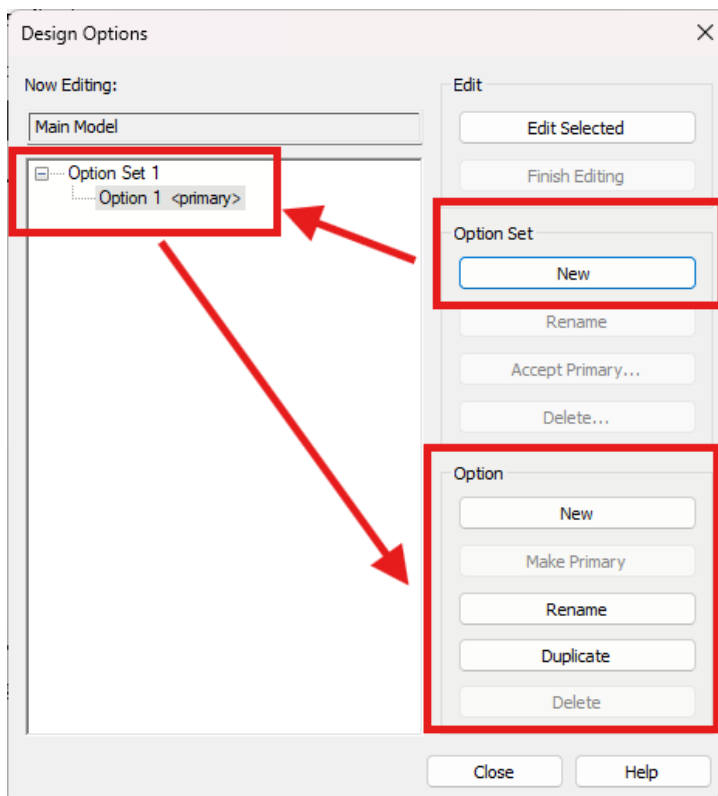 Design Options
Now Editing:
Main Model
Option Set 1
Option 1 <primary>
Edit
Edit Selected
Finish Editing
Option Set
New
Rename
Accept Primary...
Delete...
Option
New
Make Primary
Rename
Duplicate
Delete
Close
Help